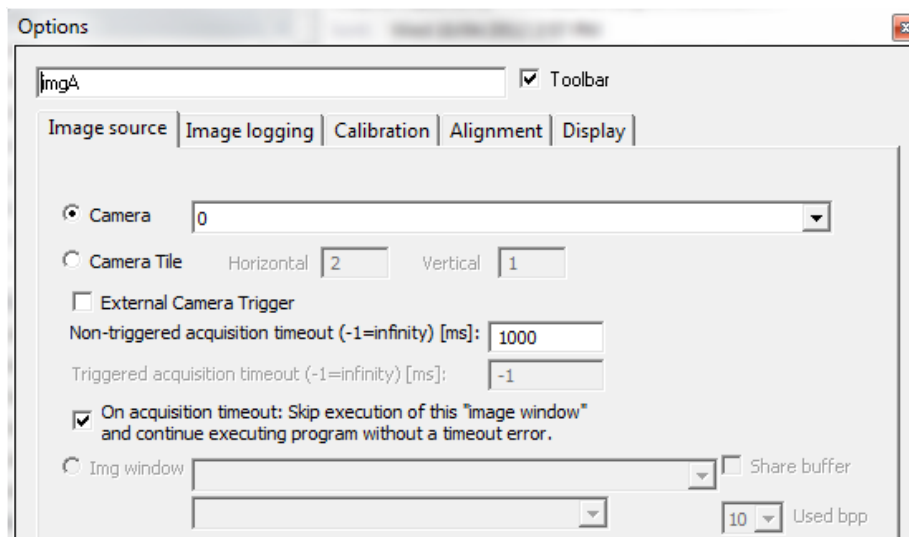 Options
imgA Toolbar
Image source Image logging Calibration Alignment Display
Camera 0
Camera Tile Horizontal 2 Vertical 1
External Camera Trigger
Non-triggered acquisition timeout (-1=infinity) [ms]: 1000
Triggered acquisition timeout (-1=infinity) [ms]: -1
On acquisition timeout: Skip execution of this "image window"
and continue executing program without a timeout error.
Img window Share buffer
10 Used bpp